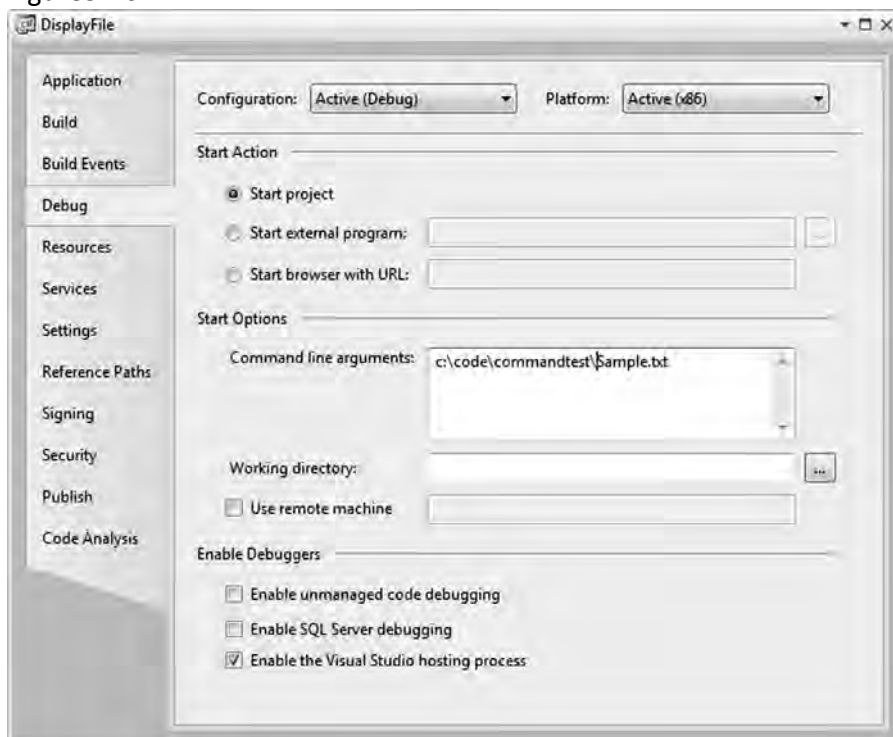 DisplayFile
Application
Build
Build Events
Debug
Resources
Services
Settings
Reference Paths
Signing
Security
Publish
Code Analysis
Configuration: Active (Debug) Platform: Active (x86)
Start Action
Start project
Start external program: ...
Start browser with URL:
Start Options
Command line arguments: c:\code\commandtest\Sample.txt
Working directory: ...
Use remote machine
Enable Debuggers
Enable unmanaged code debugging
Enable SQL Server debugging
Enable the Visual Studio hosting process